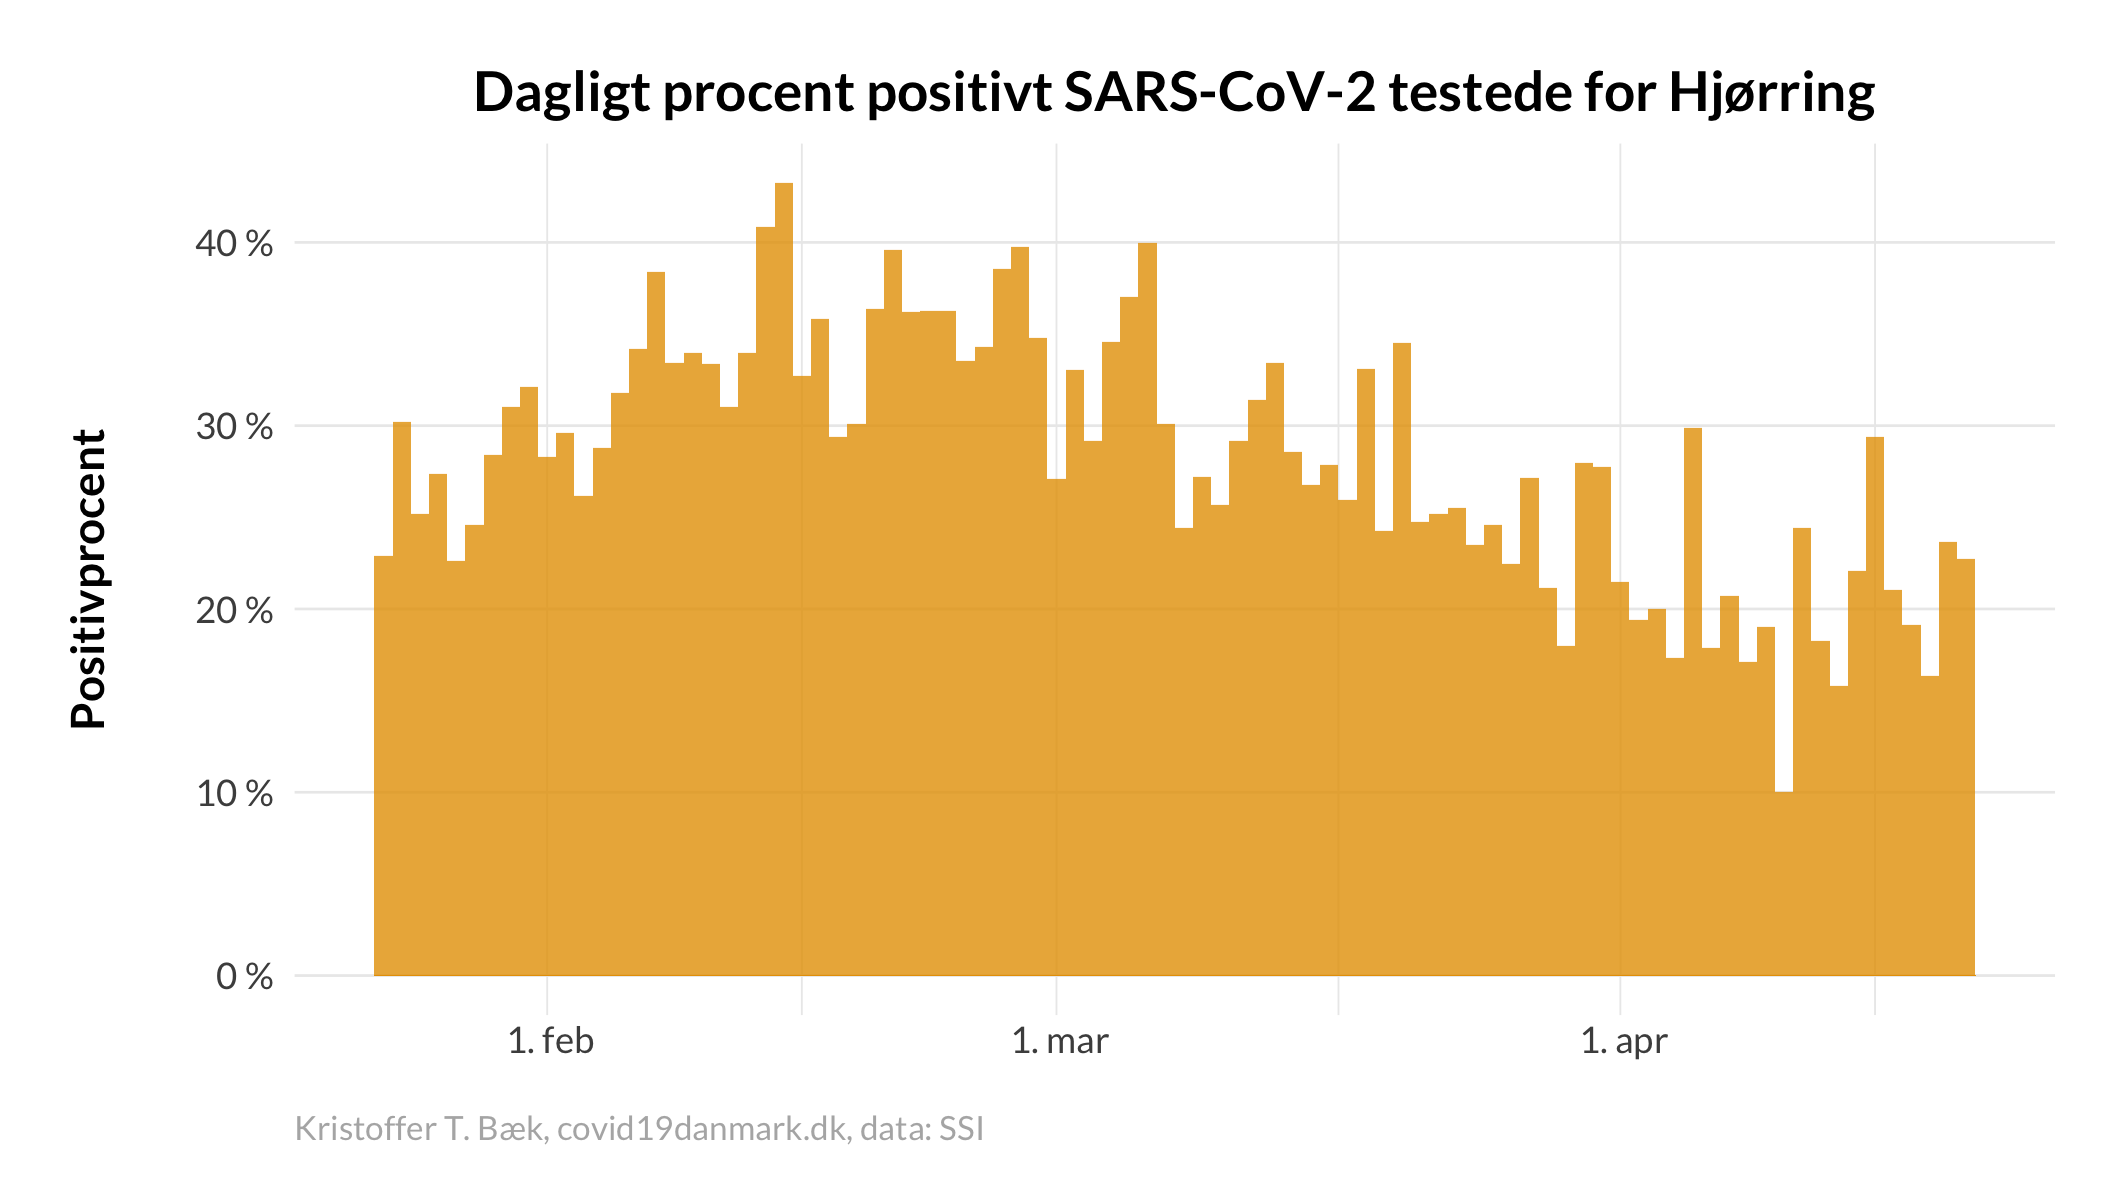 Dagligt procent positivt SARS-CoV-2 testede for Hjørring
Positivprocent
40 %
30 %
20 %
10 %
0 %
1. feb
1. mar
1. apr
Kristoffer T. Bæk, covid19danmark.dk, data: SSI